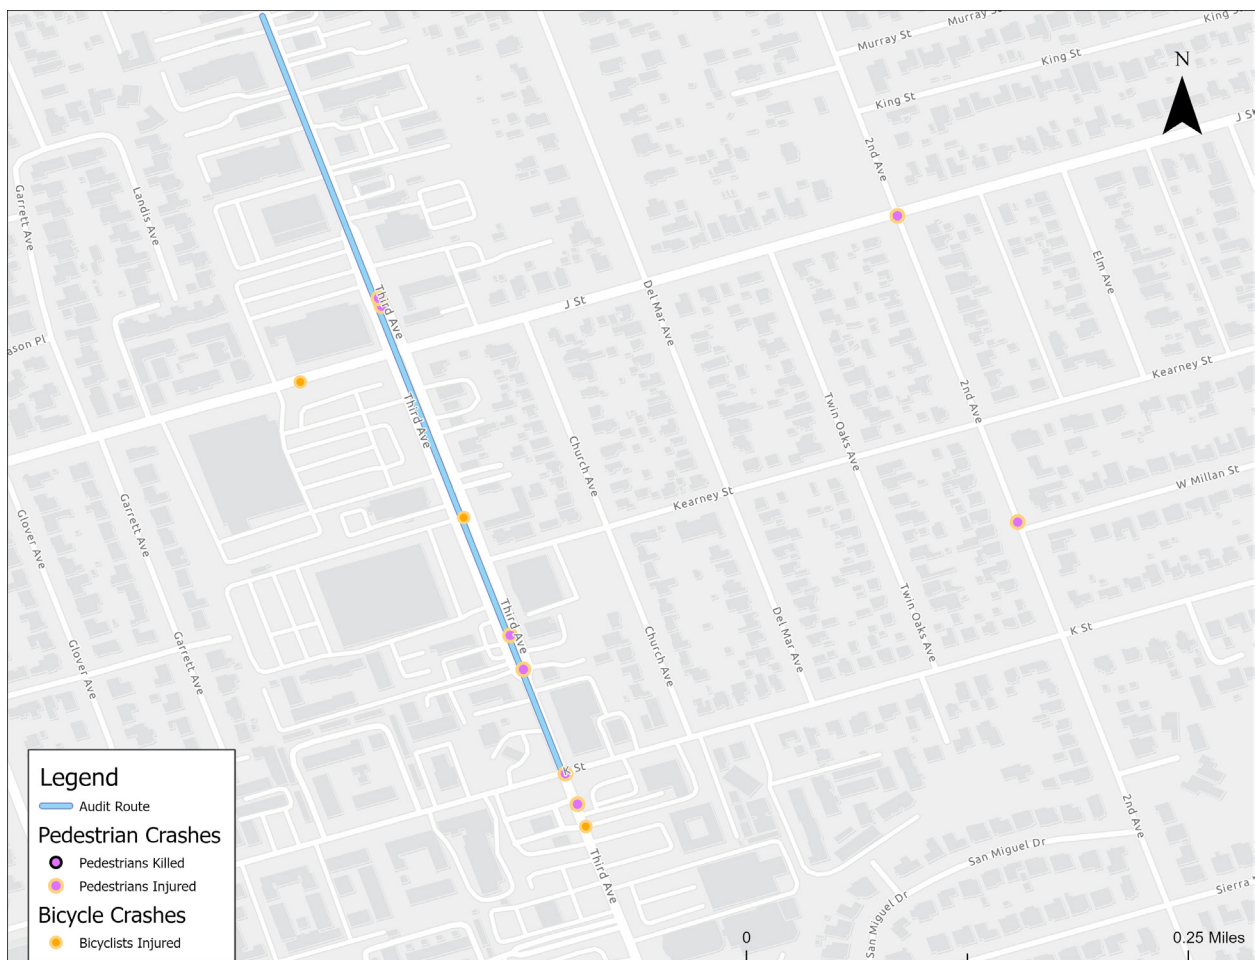 Murray St
King St
Murray St
King St
King St
N
J St
2nd Ave
Garrett Ave
Landis Ave
Elm Ave
Third Ave
J St
Del Mar Ave
ason Pl
Kearney St
2nd Ave
Third Ave
Twin Oaks Ave
Church Ave
Kearney St
W Millan St
Glover Ave
Garrett Ave
Third Ave
Twin Oaks Ave
Del Mar Ave
K St
Church Ave
Glover Ave
Garrett Ave
K St
2nd Ave
San Miguel Dr
Third Ave
San Miguel Dr
Sierra
Legend
Audit Route
Pedestrian Crashes
Pedestrians Killed
Pedestrians Injured
Bicycle Crashes
Bicyclists Injured
0
0.25 Miles